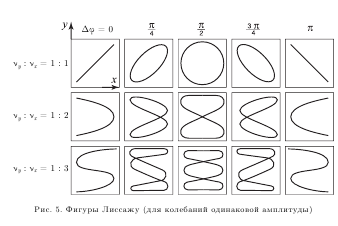 y Δφ = 0 π/4 π/2 3π/4 π
ν_y : ν_x = 1 : 1
x
ν_y : ν_x = 1 : 2
ν_y : ν_x = 1 : 3
Рис. 5. Фигуры Лиссажу (для колебаний одинаковой амплитуды)